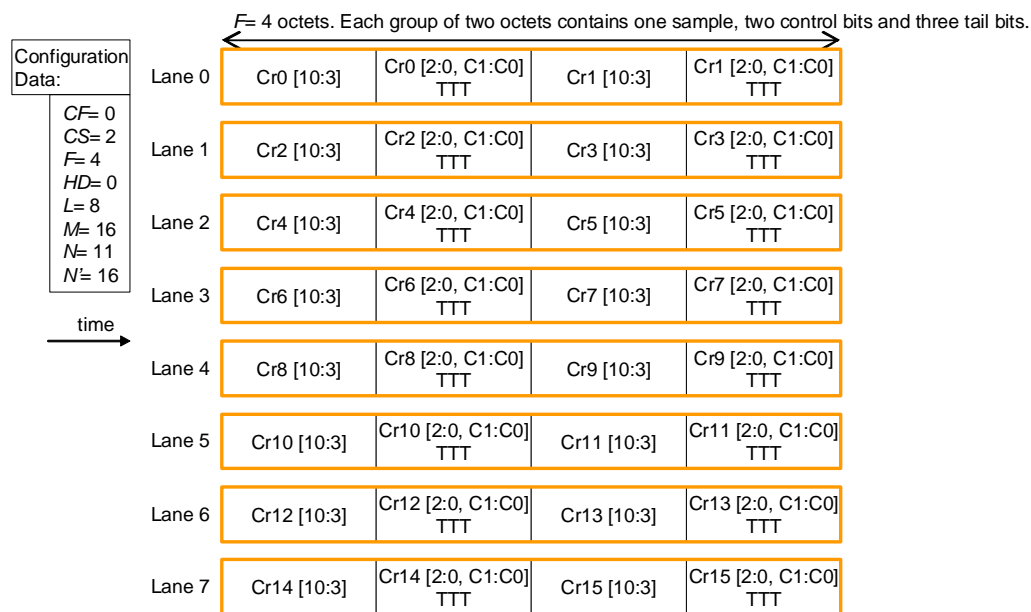 F= 4 octets. Each group of two octets contains one sample, two control bits and three tail bits.
Configuration
Data:
CF= 0
CS= 2
F= 4
HD= 0
L= 8
M= 16
N= 11
N'= 16
time
Lane 0
Cr0 [10:3]
Cr0 [2:0, C1:C0]
TTT
Cr1 [10:3]
Cr1 [2:0, C1:C0]
TTT
Lane 1
Cr2 [10:3]
Cr2 [2:0, C1:C0]
TTT
Cr3 [10:3]
Cr3 [2:0, C1:C0]
TTT
Lane 2
Cr4 [10:3]
Cr4 [2:0, C1:C0]
TTT
Cr5 [10:3]
Cr5 [2:0, C1:C0]
TTT
Lane 3
Cr6 [10:3]
Cr6 [2:0, C1:C0]
TTT
Cr7 [10:3]
Cr7 [2:0, C1:C0]
TTT
Lane 4
Cr8 [10:3]
Cr8 [2:0, C1:C0]
TTT
Cr9 [10:3]
Cr9 [2:0, C1:C0]
TTT
Lane 5
Cr10 [10:3]
Cr10 [2:0, C1:C0]
TTT
Cr11 [10:3]
Cr11 [2:0, C1:C0]
TTT
Lane 6
Cr12 [10:3]
Cr12 [2:0, C1:C0]
TTT
Cr13 [10:3]
Cr13 [2:0, C1:C0]
TTT
Lane 7
Cr14 [10:3]
Cr14 [2:0, C1:C0]
TTT
Cr15 [10:3]
Cr15 [2:0, C1:C0]
TTT